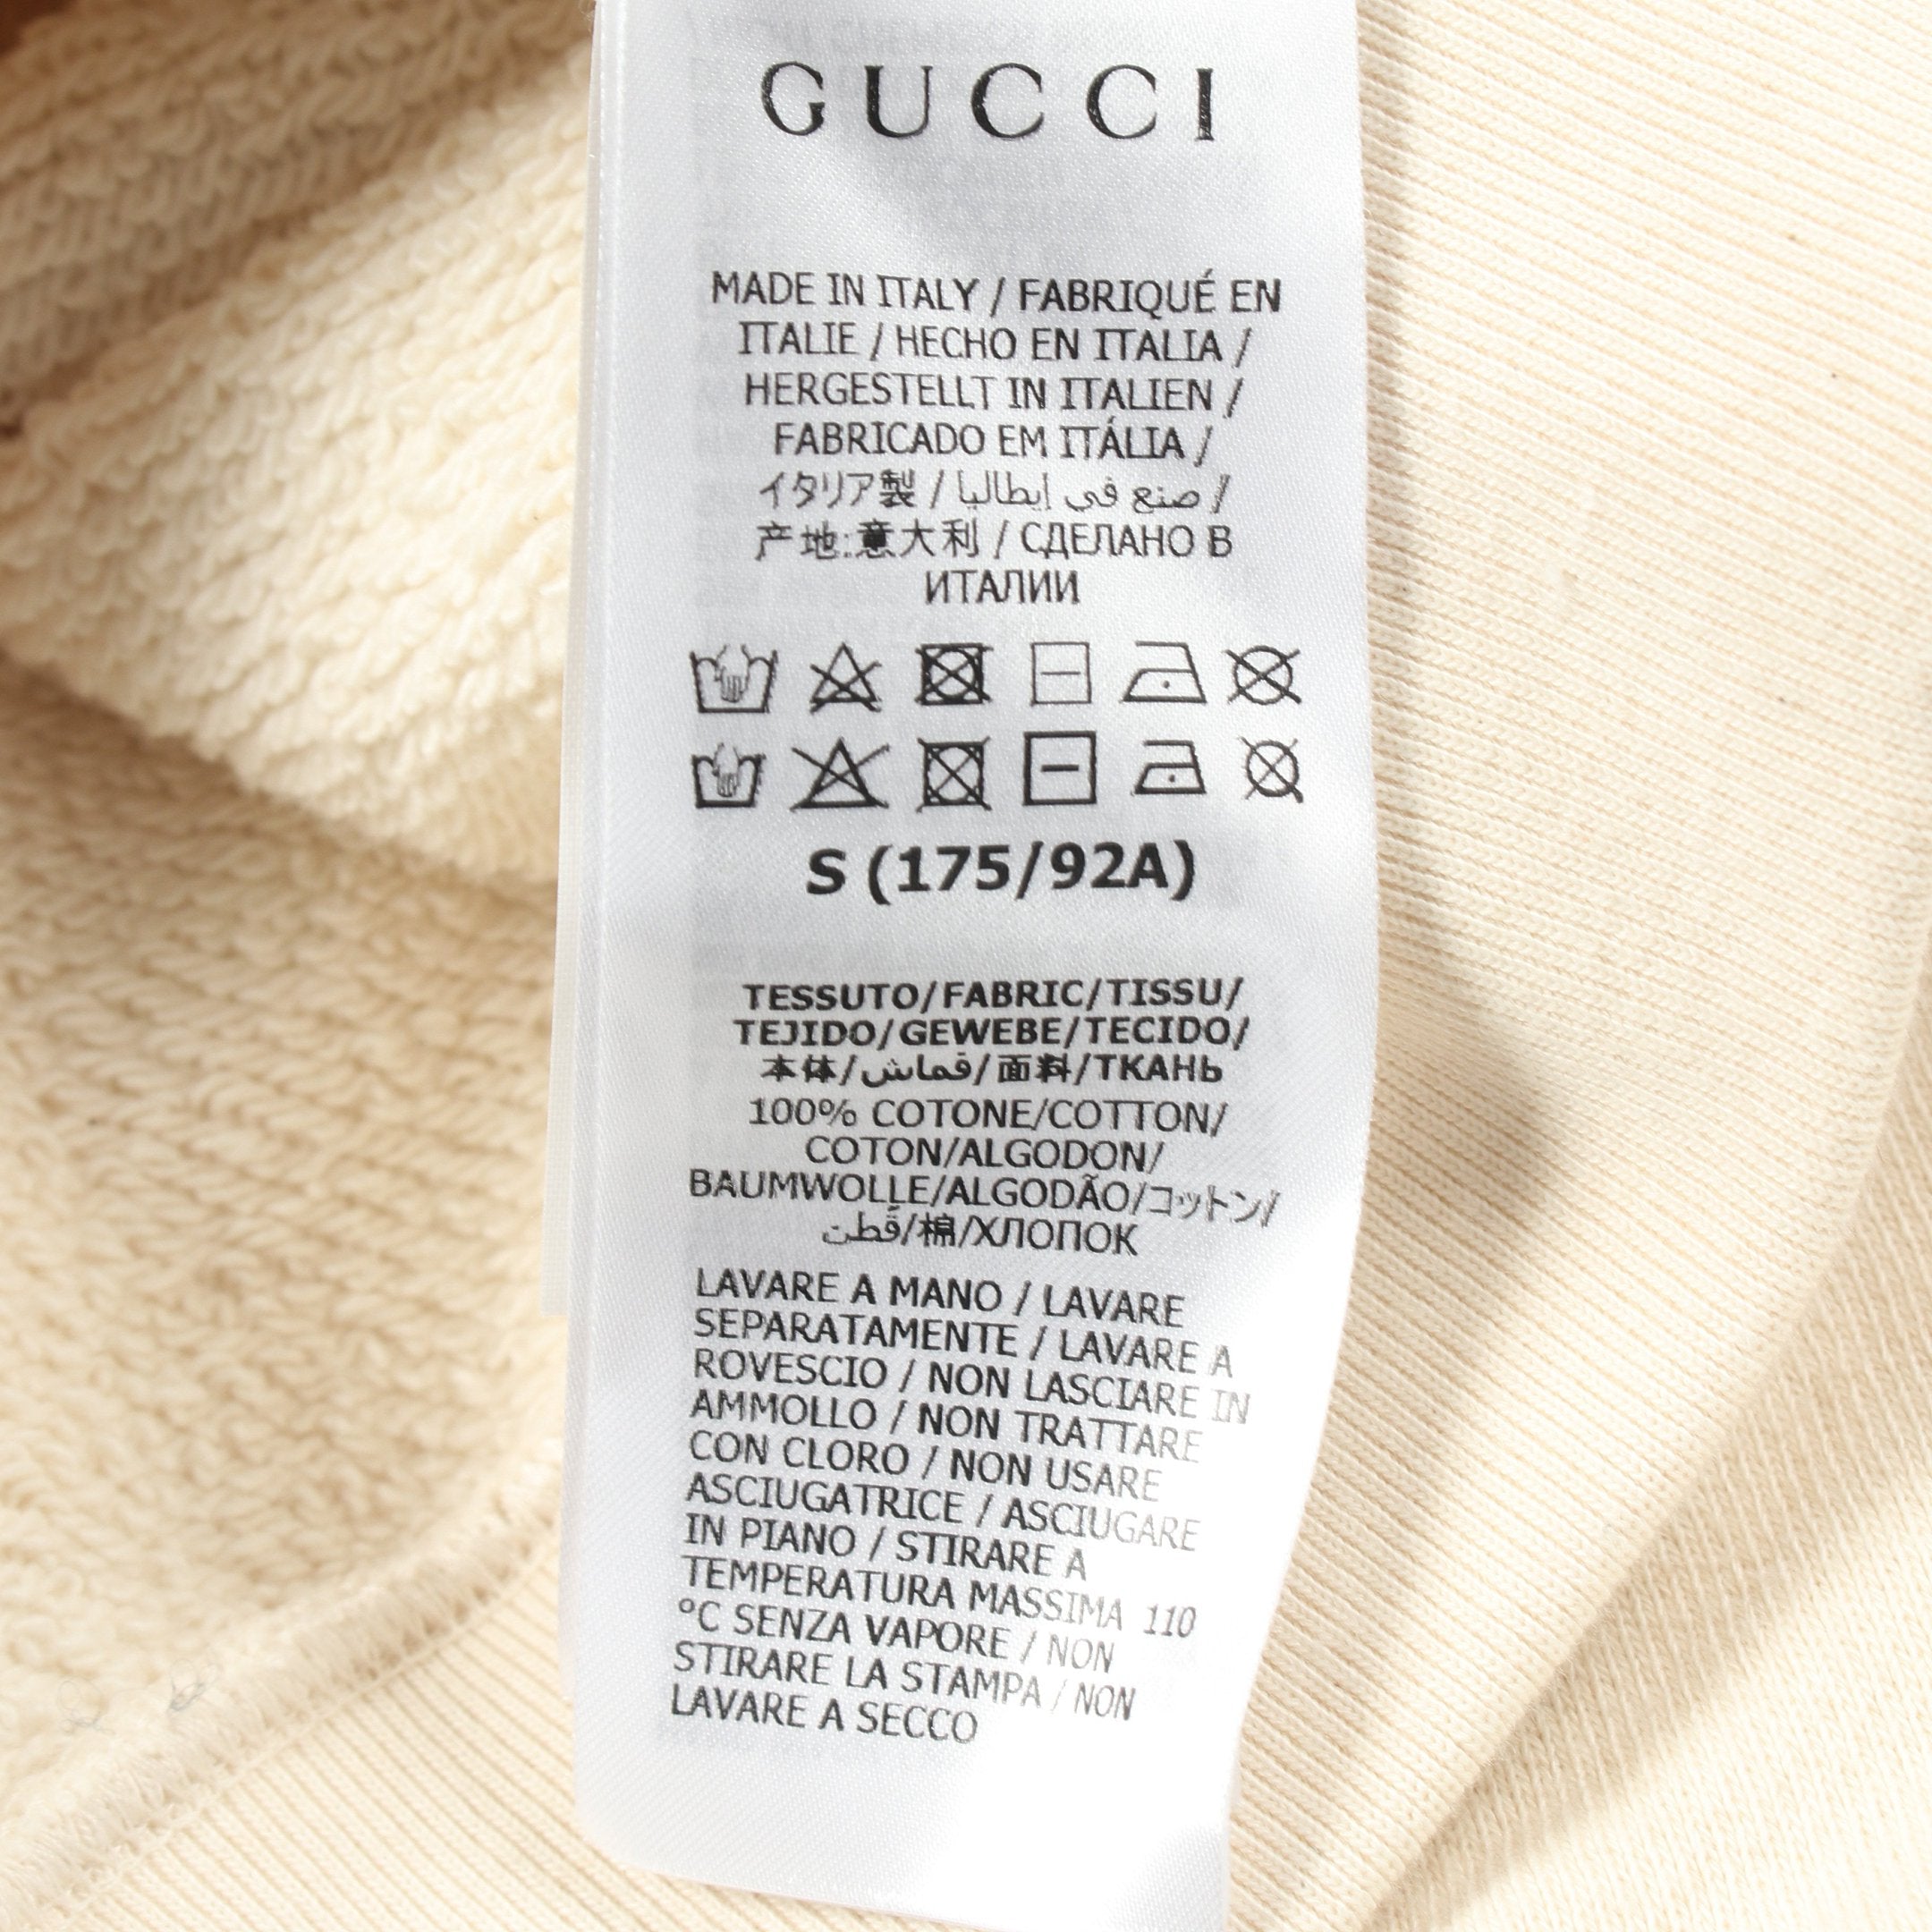 GUCCI
MADE IN ITALY / FABRIQUÉ EN
ITALIE / HECHO EN ITALIA /
HERGESTELLT IN ITALIEN /
FABRICADO EM ITÁLIA /
イタリア製 / صنع في إيطاليا /
产地:意大利 / СДЕЛАНО В
ИТАЛИИ
S (175/92A)
TESSUTO/FABRIC/TISSU/
TEJIDO/GEWEBE/TECIDO/
本体/قماش/面料/ТКАНЬ
100% COTONE/COTTON/
COTON/ALGODON/
BAUMWOLLE/ALGODÃO/コットン/
قطن/棉/ХЛОПОК
LAVARE A MANO / LAVARE
SEPARATAMENTE / LAVARE A
ROVESCIO / NON LASCIARE IN
AMMOLLO / NON TRATTARE
CON CLORO / NON USARE
ASCIUGATRICE / ASCIUGARE
IN PIANO / STIRARE A
TEMPERATURA MASSIMA 110
°C SENZA VAPORE / NON
STIRARE LA STAMPA / NON
LAVARE A SECCO